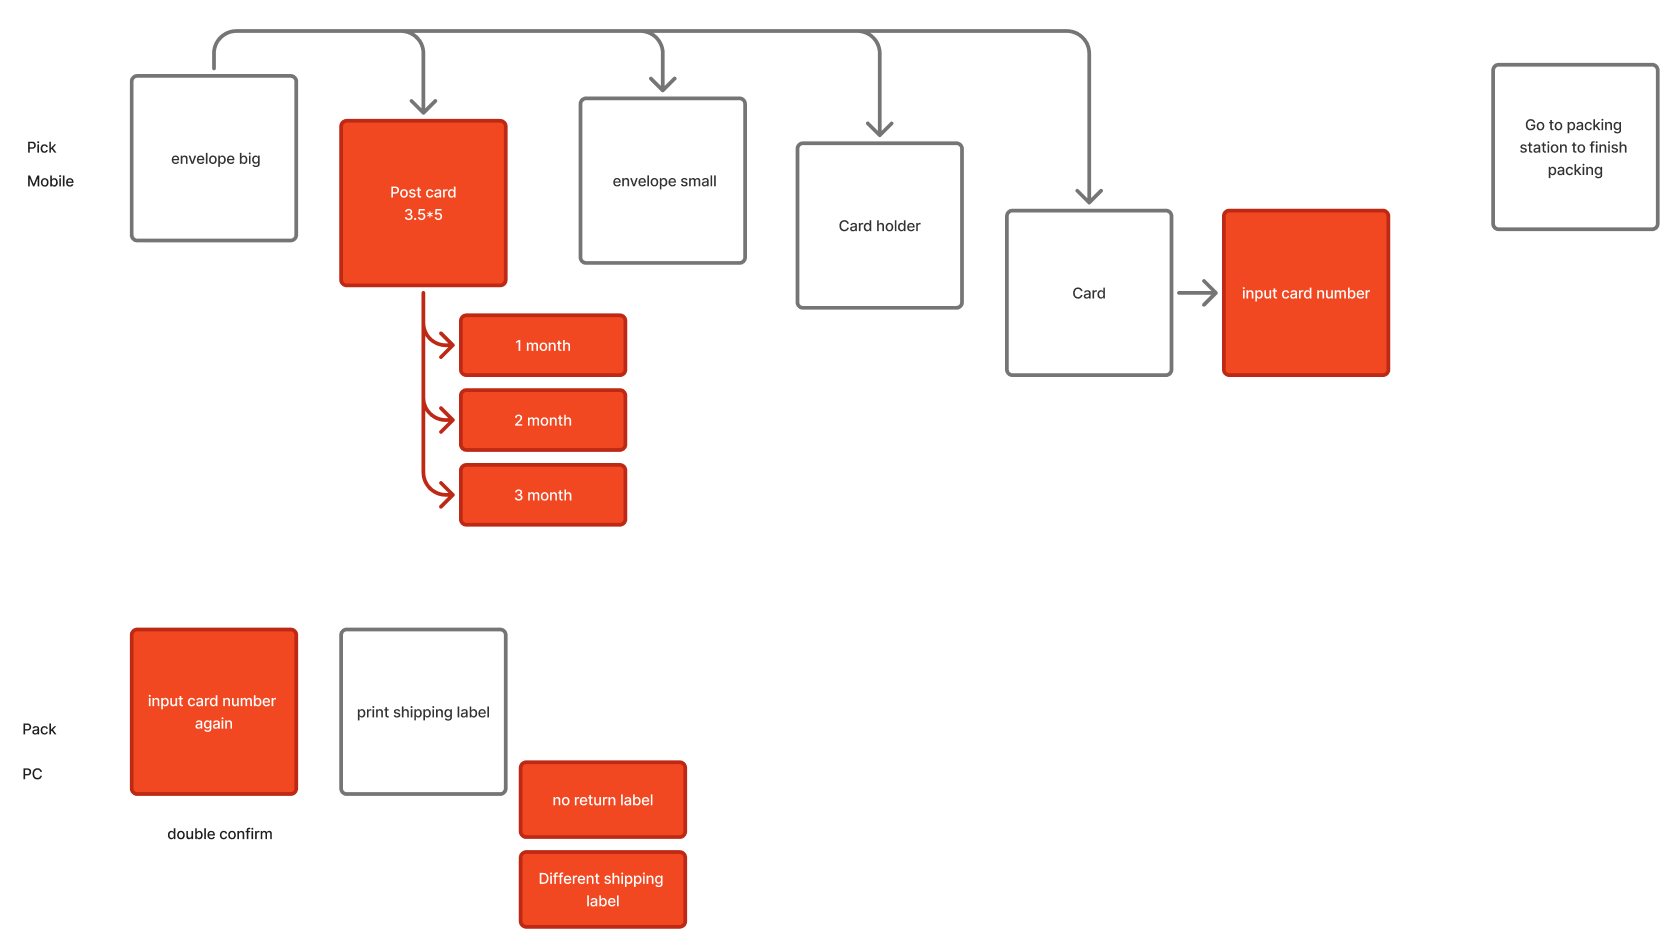 Pick
Mobile
envelope big
Post card
3.5*5
envelope small
Card holder
Card
input card number
Go to packing
station to finish
packing
1 month
2 month
3 month
Pack
PC
input card number
again
double confirm
print shipping label
no return label
Different shipping
label